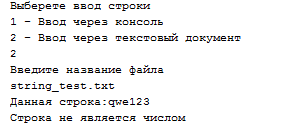 Выберете ввод строки
1 - Ввод через консоль
2 - Ввод через текстовый документ
2
Введите название файла
string_test.txt
Данная строка:qwe123
Строка не является числом